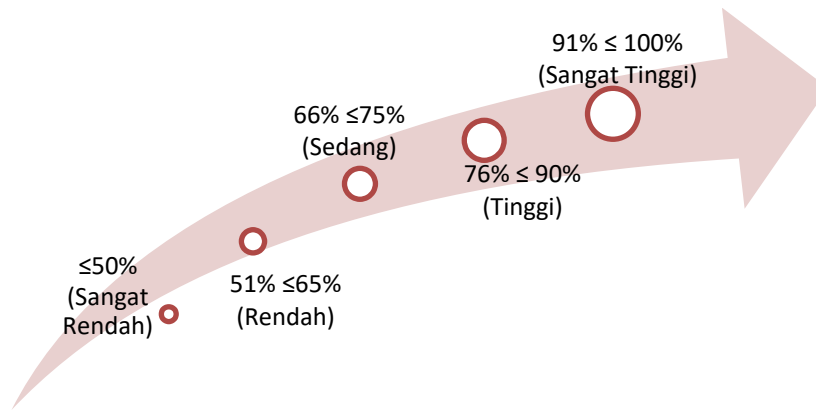 ≤50%
(Sangat
Rendah)
51% ≤65%
(Rendah)
66% ≤75%
(Sedang)
76% ≤ 90%
(Tinggi)
91% ≤ 100%
(Sangat Tinggi)